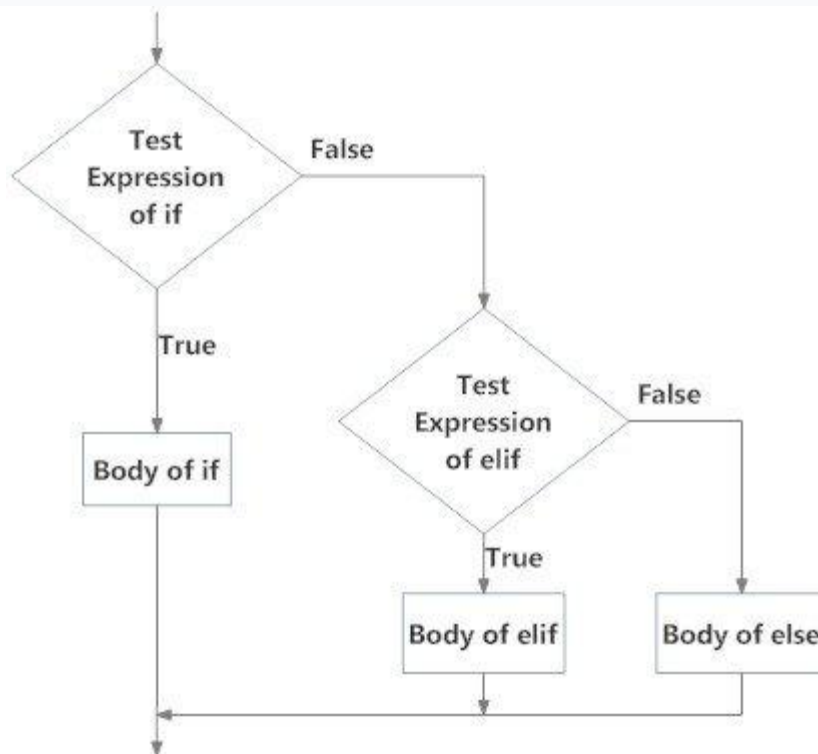 Test
Expression
of if
False
True
Body of if
Test
Expression
of elif
False
True
Body of elif
Body of else